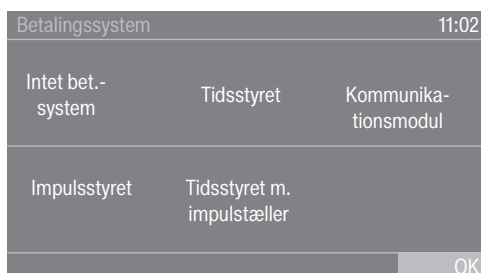 Betalingssystem 11:02
Intet bet.-
system
Tidsstyret
Kommunika-
tionsmodul
Impulsstyret
Tidsstyret m.
impulstæller
OK